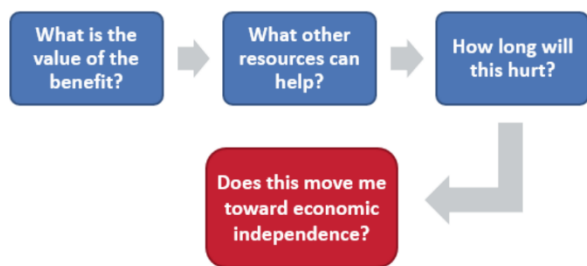 What is the
value of the
benefit?
What other
resources can
help?
How long will
this hurt?
Does this move me
toward economic
independence?